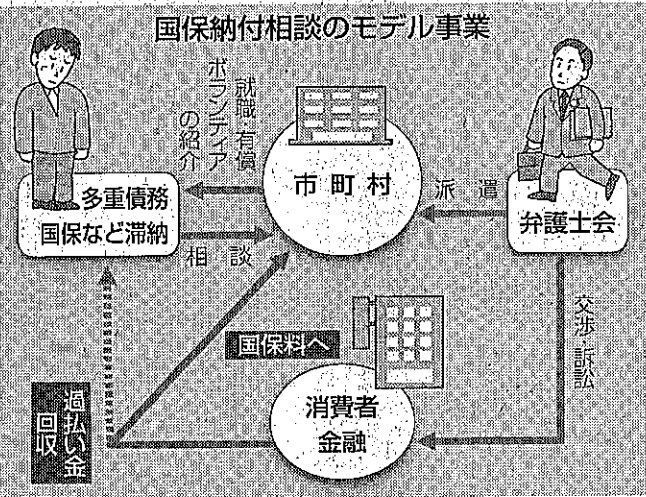 国保納付相談のモデル事業
就職・有償
ボランティア
の紹介
市町村
派遣
弁護士会
多重債務
国保など滞納
相談
交渉・訴訟
国保料へ
消費者
金融
過払い金
回収